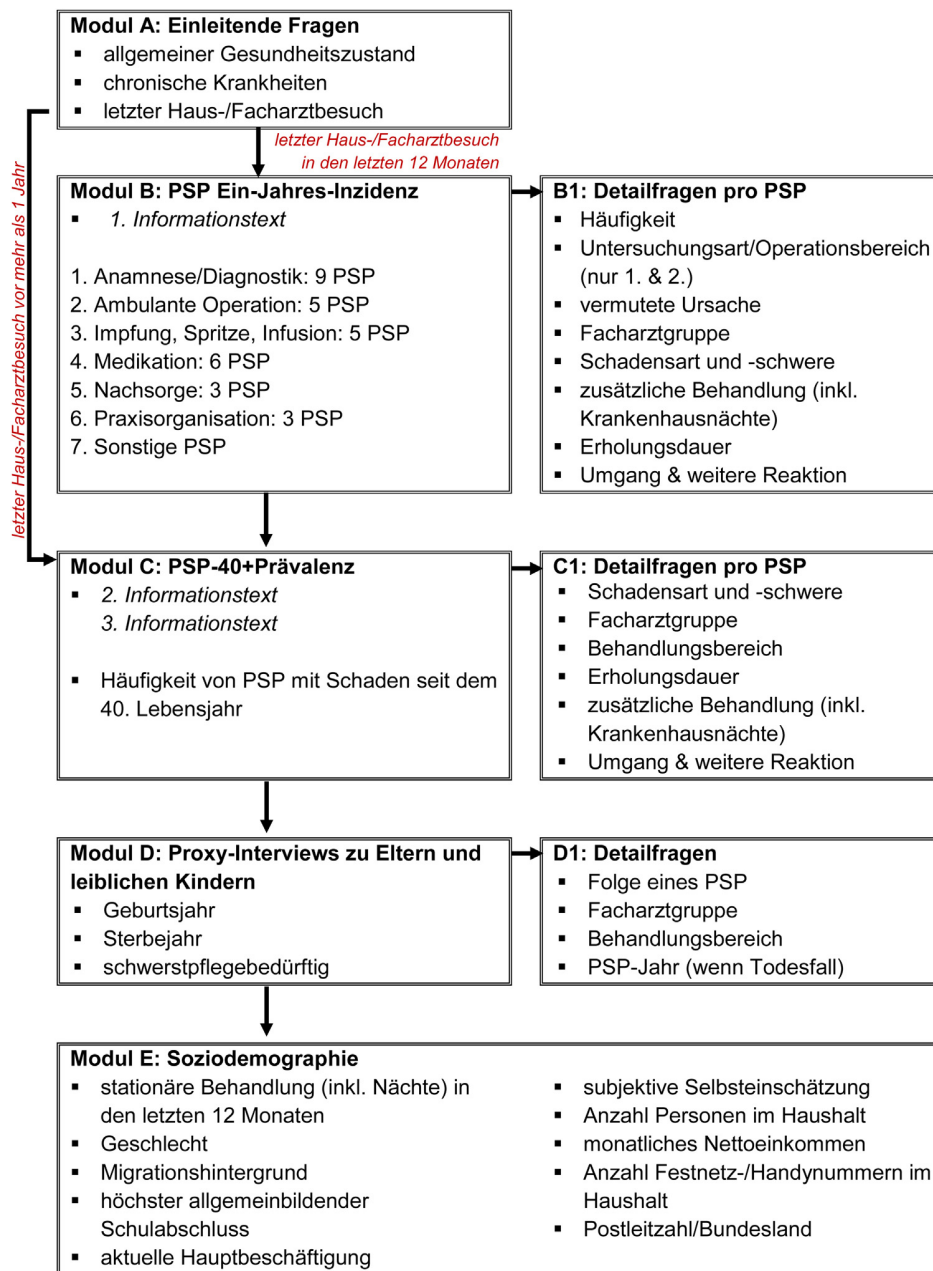 Modul A: Einleitende Fragen
▪ allgemeiner Gesundheitszustand
▪ chronische Krankheiten
▪ letzter Haus-/Facharztbesuch
letzter Haus-/Facharztbesuch
in den letzten 12 Monaten
letzter Haus-/Facharztbesuch vor mehr als 1 Jahr
Modul B: PSP Ein-Jahres-Inzidenz
▪ 1. Informationstext
1. Anamnese/Diagnostik: 9 PSP
2. Ambulante Operation: 5 PSP
3. Impfung, Spritze, Infusion: 5 PSP
4. Medikation: 6 PSP
5. Nachsorge: 3 PSP
6. Praxisorganisation: 3 PSP
7. Sonstige PSP
B1: Detailfragen pro PSP
▪ Häufigkeit
▪ Untersuchungsart/Operationsbereich
(nur 1. & 2.)
▪ vermutete Ursache
▪ Facharztgruppe
▪ Schadensart und -schwere
▪ zusätzliche Behandlung (inkl.
Krankenhausnächte)
▪ Erholungsdauer
▪ Umgang & weitere Reaktion
Modul C: PSP-40+Prävalenz
▪ 2. Informationstext
3. Informationstext
▪ Häufigkeit von PSP mit Schaden seit dem
40. Lebensjahr
C1: Detailfragen pro PSP
▪ Schadensart und -schwere
▪ Facharztgruppe
▪ Behandlungsbereich
▪ Erholungsdauer
▪ zusätzliche Behandlung (inkl.
Krankenhausnächte)
▪ Umgang & weitere Reaktion
Modul D: Proxy-Interviews zu Eltern und
leiblichen Kindern
▪ Geburtsjahr
▪ Sterbejahr
▪ schwerstpflegebedürftig
D1: Detailfragen
▪ Folge eines PSP
▪ Facharztgruppe
▪ Behandlungsbereich
▪ PSP-Jahr (wenn Todesfall)
Modul E: Soziodemographie
▪ stationäre Behandlung (inkl. Nächte) in
den letzten 12 Monaten
▪ Geschlecht
▪ Migrationshintergrund
▪ höchster allgemeinbildender
Schulabschluss
▪ aktuelle Hauptbeschäftigung
▪ subjektive Selbsteinschätzung
▪ Anzahl Personen im Haushalt
▪ monatliches Nettoeinkommen
▪ Anzahl Festnetz-/Handynummern im
Haushalt
▪ Postleitzahl/Bundesland